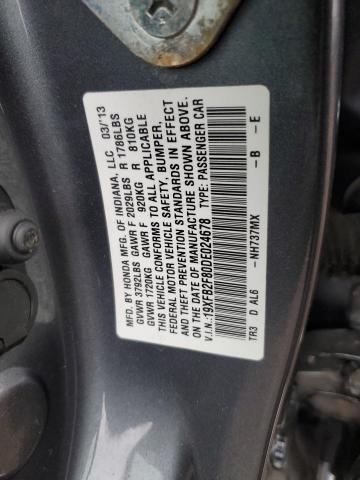 MFG. BY HONDA MFG. OF INDIANA, LLC 03/'13
GVWR 3792LBS GAWR F 2029LBS R 1786LBS
GVWR 1720KG GAWR F 920KG R 810KG
THIS VEHICLE CONFORMS TO ALL APPLICABLE
FEDERAL MOTOR VEHICLE SAFETY, BUMPER,
AND THEFT PREVENTION STANDARDS IN EFFECT
ON THE DATE OF MANUFACTURE SHOWN ABOVE.
V.I.N.:19XFB2F80DE024678 TYPE: PASSENGER CAR
TR3 D AL6 -NH737MX -B -E